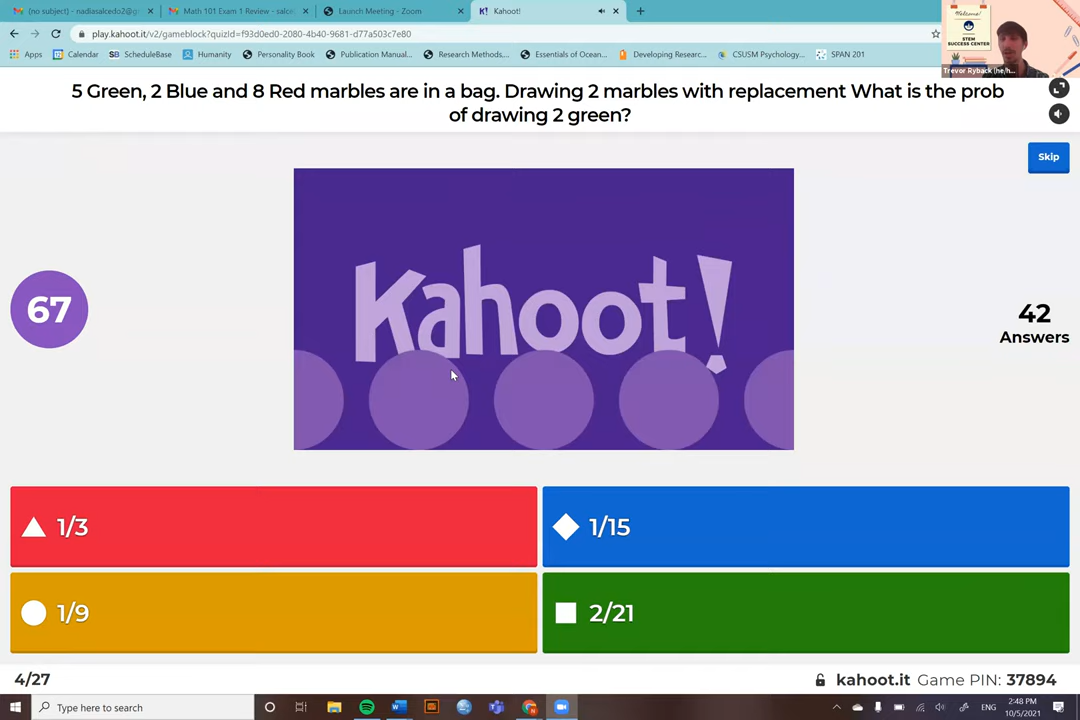 (no subject) - nadiasalcedo2@g
Math 101 Exam 1 Review - salce
Launch Meeting - Zoom
Kahoot!
play.kahoot.it/v2/gameblock?quizId=f93d0ed0-2080-4b40-9681-d77a503c7e80
Apps
Calendar
SB ScheduleBase
Humanity
Personality Book
Publication Manual...
Research Methods,...
Essentials of Ocean...
Developing Researc...
CSUSM Psychology...
SPAN 201
Welcome!
STEM
SUCCESS CENTER
Trevor Ryback (he/h...
5 Green, 2 Blue and 8 Red marbles are in a bag. Drawing 2 marbles with replacement What is the prob
of drawing 2 green?
Skip
Kahoot!
67
42
Answers
1/3
1/15
1/9
2/21
4/27
kahoot.it Game PIN: 37894
Type here to search
ENG
2:48 PM
10/5/2021